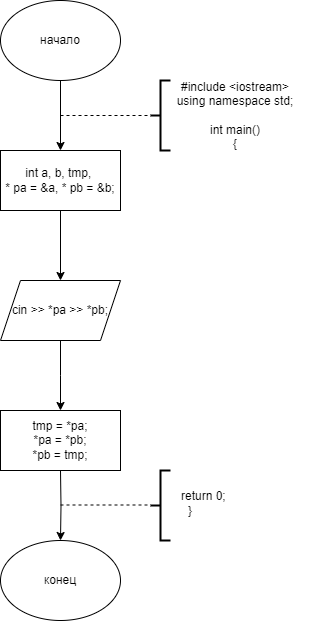 начало
#include <iostream>
using namespace std;
int main()
{
int a, b, tmp,
* pa = &a, * pb = &b;
cin >> *pa >> *pb;
tmp = *pa;
*pa = *pb;
*pb = tmp;
return 0;
}
конец